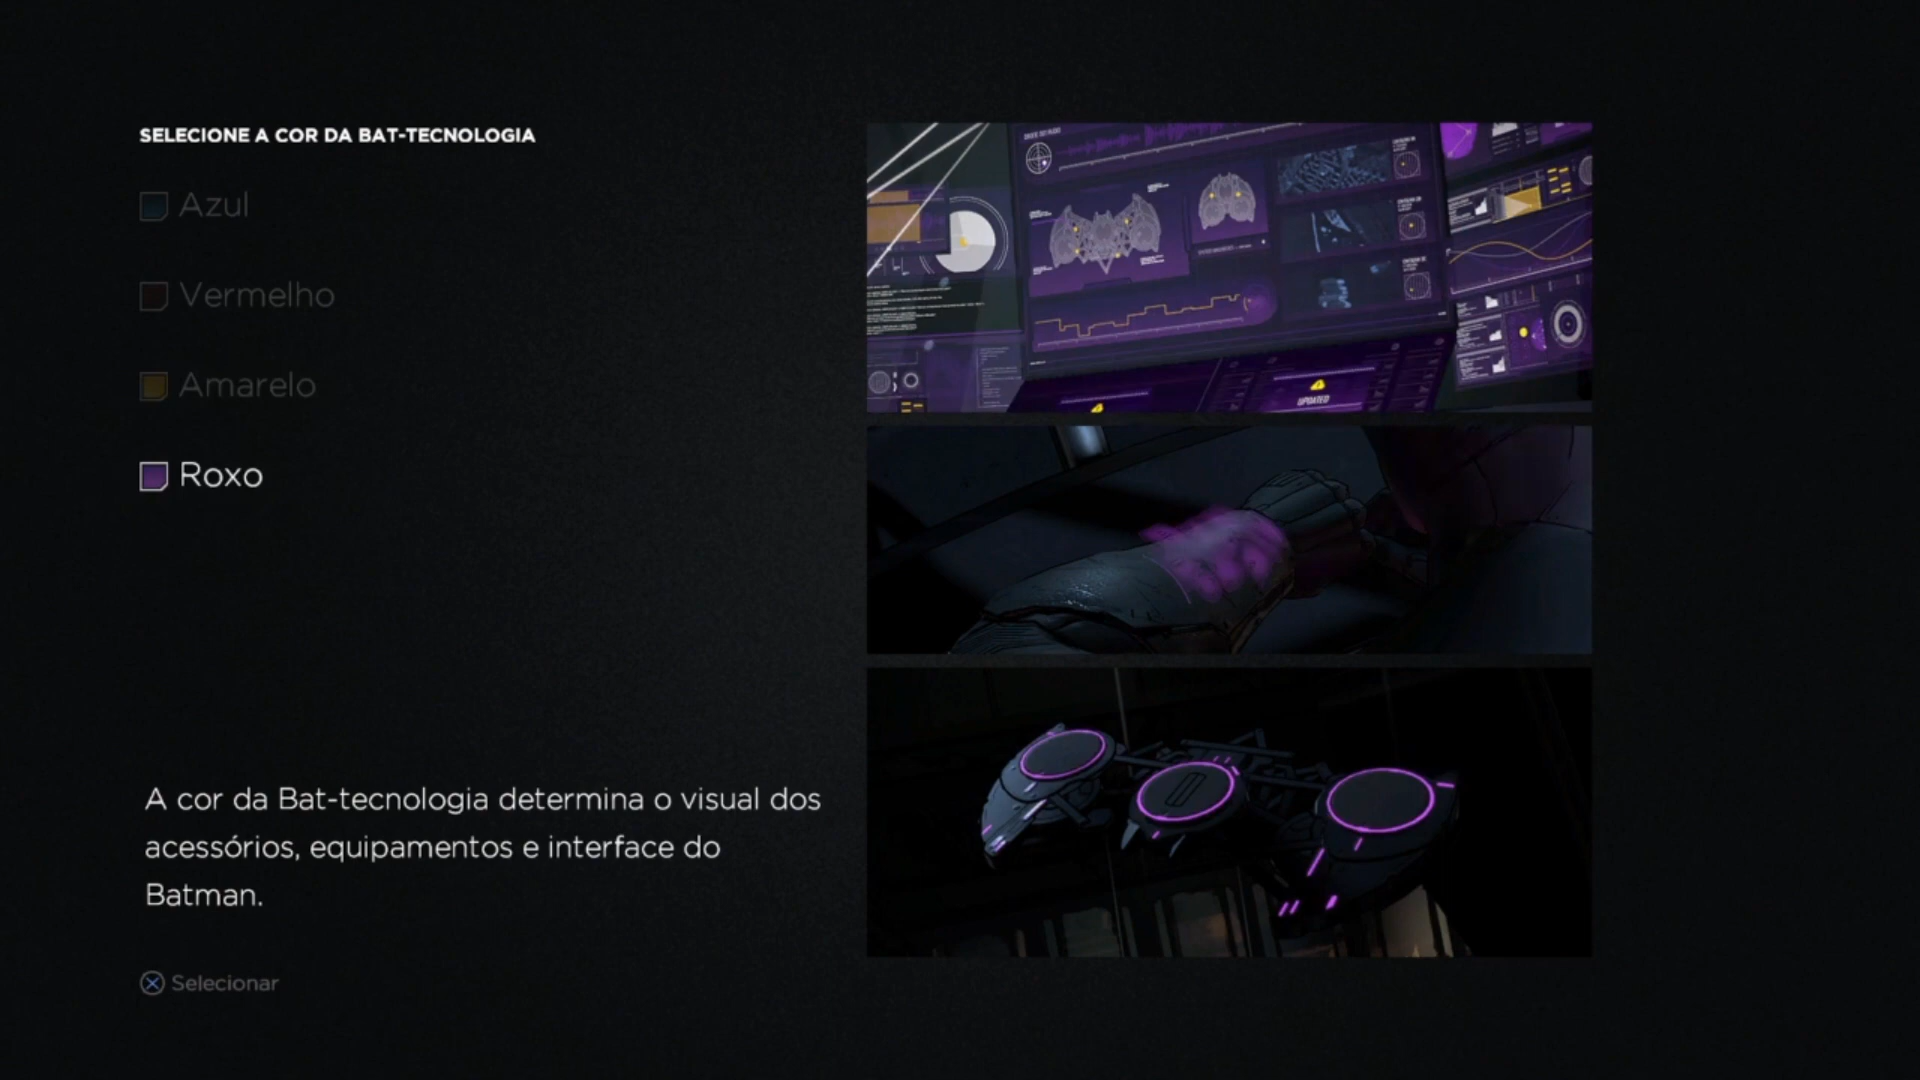 SELECIONE A COR DA BAT-TECNOLOGIA
Azul
Vermelho
Amarelo
Roxo
A cor da Bat-tecnologia determina o visual dos
acessórios, equipamentos e interface do
Batman.
Selecionar
UPDATED